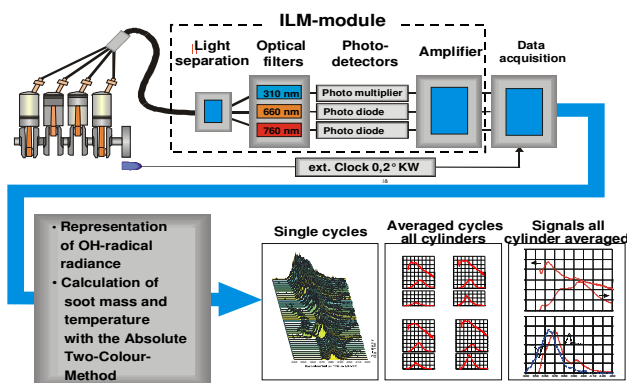 ILM-module
Light separation
Optical filters
Photo-detectors
Amplifier
Data acquisition
310 nm
Photo multiplier
660 nm
Photo diode
760 nm
Photo diode
ext. Clock 0,2° KW
• Representation
of OH-radical
radiance
• Calculation of
soot mass and
temperature
with the Absolute
Two-Colour-
Method
Single cycles
Averaged cycles
all cylinders
Signals all
cylinder averaged